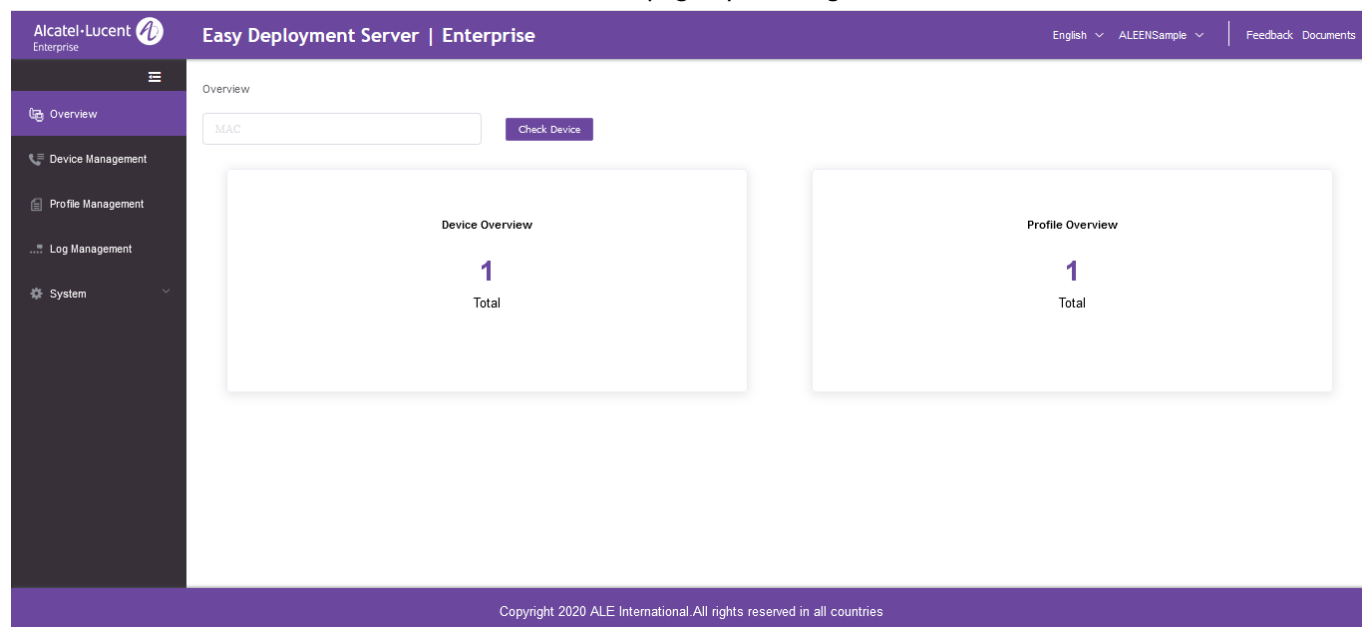 Alcatel·Lucent
Enterprise
Easy Deployment Server | Enterprise
English
ALEENSample
Feedback Documents
Overview
Device Management
Profile Management
Log Management
System
Overview
MAC
Check Device
Device Overview
1
Total
Profile Overview
1
Total
Copyright 2020 ALE International.All rights reserved in all countries